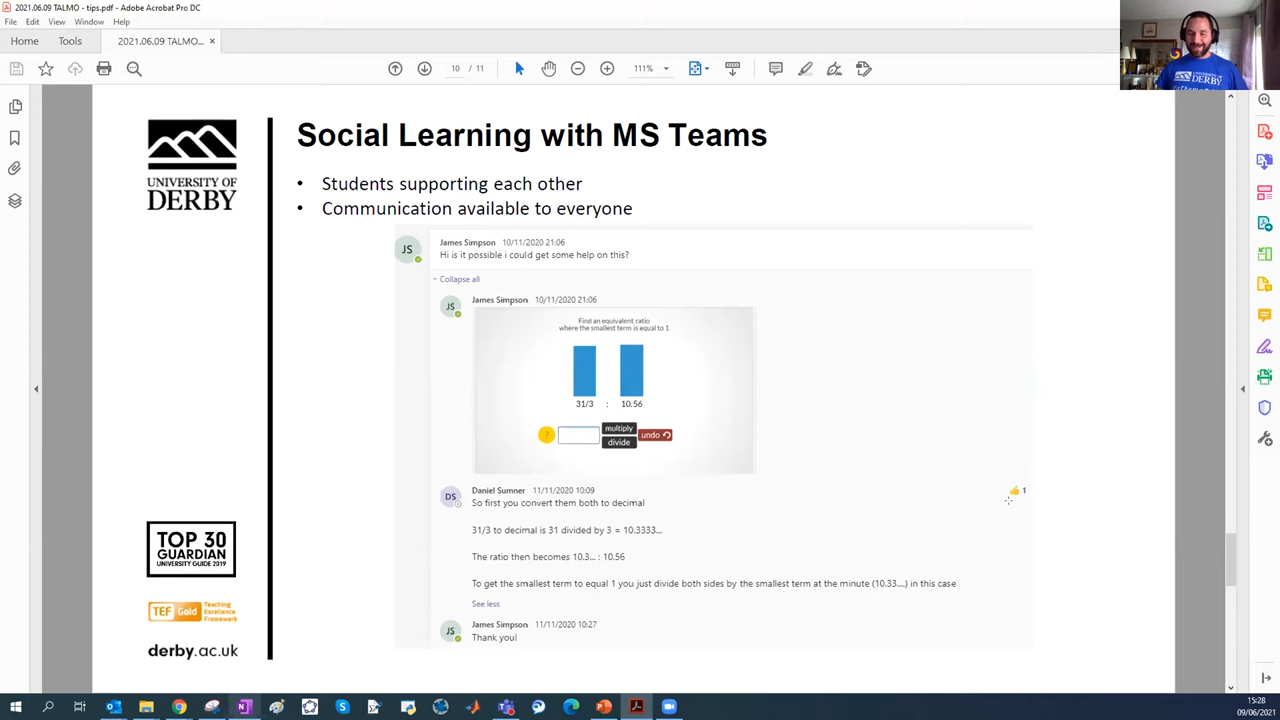 2021.06.09 TALMO - tips.pdf - Adobe Acrobat Pro DC
File Edit View Window Help
Home Tools 2021.06.09 TALMO... ×
10 / 11 111%
UNIVERSITY OF DERBY
UNIVERSITY OF
DERBY
Social Learning with MS Teams
• Students supporting each other
• Communication available to everyone
JS James Simpson 10/11/2020 21:06
Hi is it possible i could get some help on this?
Collapse all
JS James Simpson 10/11/2020 21:06
Find an equivalent ratio
where the smallest term is equal to 1
31/3 : 10.56
? multiply
divide
undo
DS Daniel Sumner 11/11/2020 10:09
1
So first you convert them both to decimal
31/3 to decimal is 31 divided by 3 = 10.3333...
The ratio then becomes 10.3... : 10.56
To get the smallest term to equal 1 you just divide both sides by the smallest term at the minute (10.33....) in this case
See less
JS James Simpson 11/11/2020 10:27
Thank you!
TOP 30
GUARDIAN
UNIVERSITY GUIDE 2019
TEF Gold Teaching
Excellence
Framework
derby.ac.uk
15:28
09/06/2021